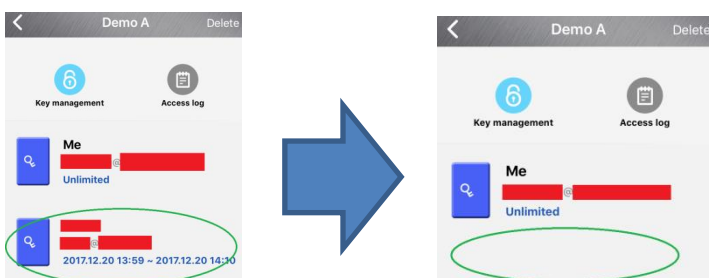 Demo A Delete
Key management Access log
Me
@
Unlimited
@
2017.12.20 13:59 ~ 2017.12.20 14:10
Demo A Delete
Key management Access log
Me
@
Unlimited